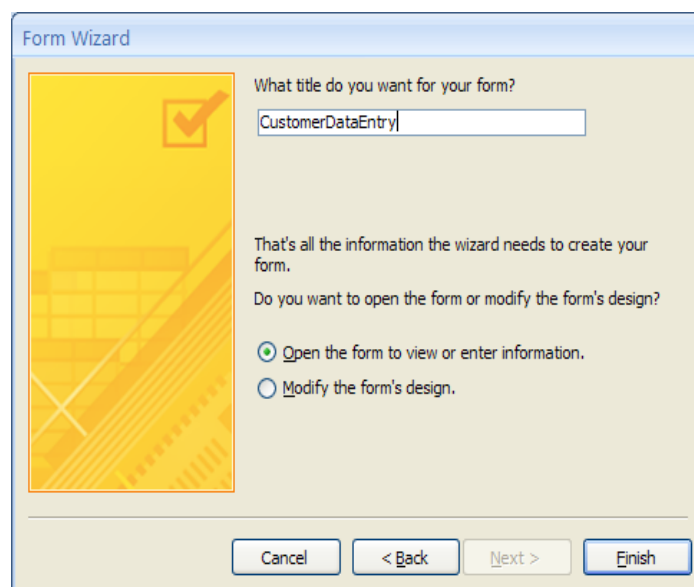 Form Wizard
What title do you want for your form?
CustomerDataEntry
That's all the information the wizard needs to create your
form.
Do you want to open the form or modify the form's design?
Open the form to view or enter information.
Modify the form's design.
Cancel
< Back
Next >
Finish